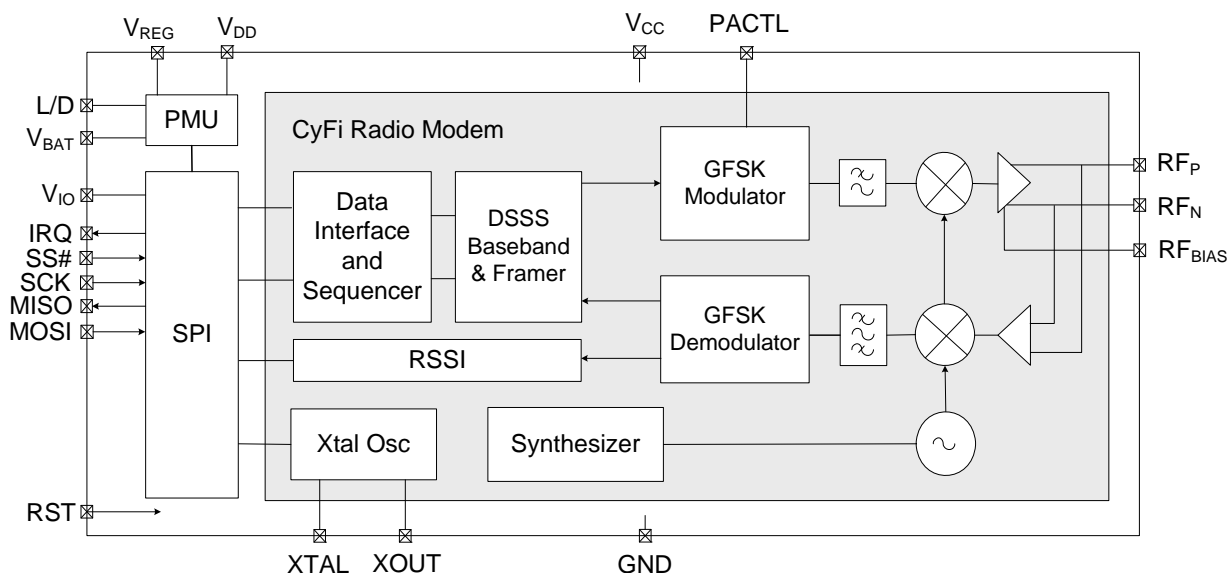 V_REG
V_DD
V_CC
PACTL
L/D
PMU
V_BAT
CyFi Radio Modem
V_IO
IRQ
SS#
SCK
MISO
MOSI
SPI
Data
Interface
and
Sequencer
DSSS
Baseband
& Framer
GFSK
Modulator
RF_P
RF_N
RF_BIAS
GFSK
Demodulator
RSSI
Xtal Osc
Synthesizer
RST
XTAL
XOUT
GND